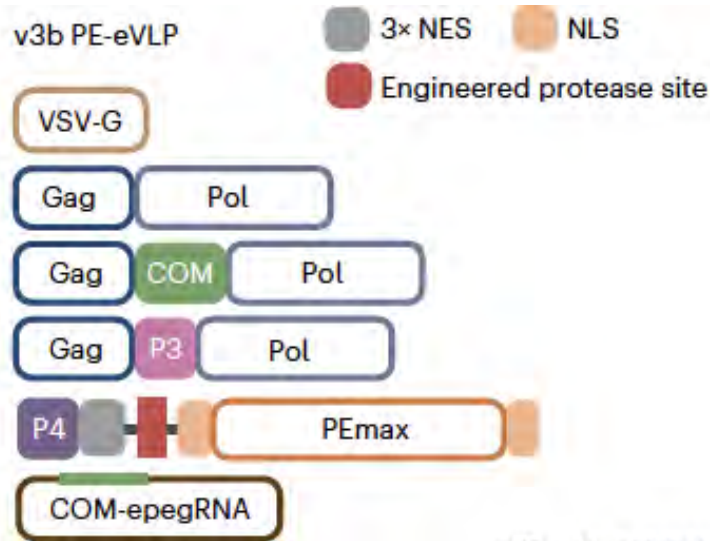 v3b PE-eVLP
3× NES
NLS
Engineered protease site
VSV-G
Gag Pol
Gag COM Pol
Gag P3 Pol
P4 PEmax
COM-epegRNA